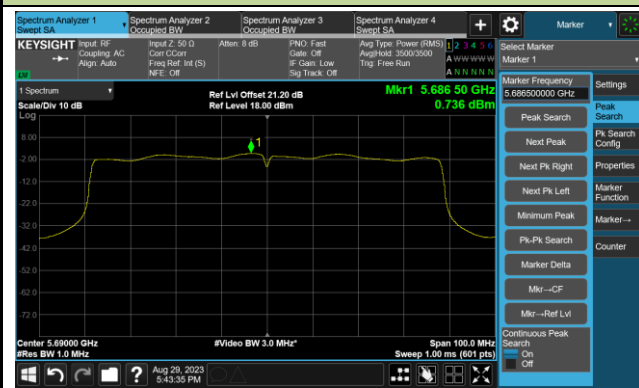 Spectrum Analyzer 1
Swept SA
Spectrum Analyzer 2
Occupied BW
Spectrum Analyzer 3
Occupied BW
Spectrum Analyzer 4
Swept SA
+
Marker
KEYSIGHT
Input: RF
Coupling: AC
Align: Auto
Input Z: 50 Ω
Corr CCorr
Freq Ref: Int (S)
NFE: Off
Atten: 8 dB
PNO: Fast
Gate: Off
IF Gain: Low
Sig Track: Off
Avg Type: Power (RMS)
Avg|Hold: 3500/3500
Trig: Free Run
1 2 3 4 5 6
A W W W W W
A N N N N N
Select Marker
Marker 1
LXI
1 Spectrum
Scale/Div 10 dB
Log
Ref Lvl Offset 21.20 dB
Ref Level 18.00 dBm
Mkr1 5.686 50 GHz
0.736 dBm
8.00
-2.00
-12.0
-22.0
-32.0
-42.0
-52.0
-62.0
-72.0
1
Center 5.69000 GHz
#Res BW 1.0 MHz
#Video BW 3.0 MHz*
Span 100.0 MHz
Sweep 1.00 ms (601 pts)
Marker Frequency
5.686500000 GHz
Peak Search
Next Peak
Next Pk Right
Next Pk Left
Minimum Peak
Pk-Pk Search
Marker Delta
Mkr→CF
Mkr→Ref Lvl
Continuous Peak
Search
On
Off
Settings
Peak
Search
Pk Search
Config
Properties
Marker
Function
Marker→
Counter
?
Aug 29, 2023
5:43:35 PM